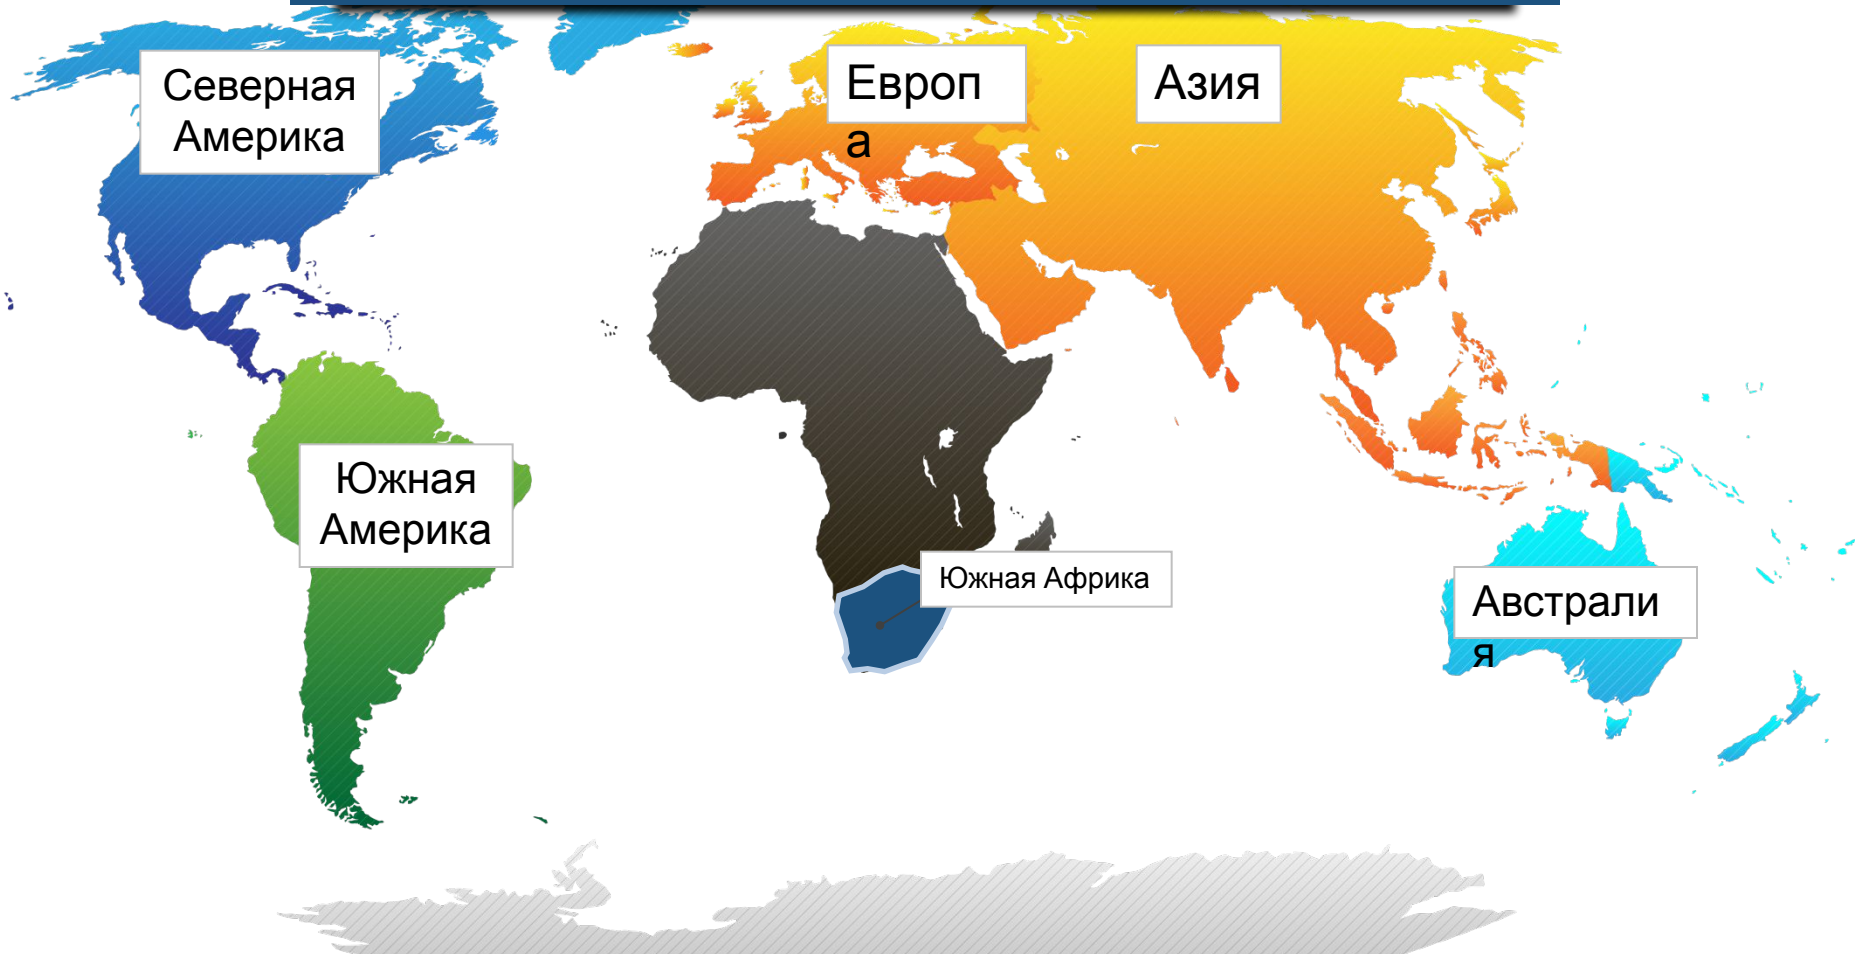 Северная
Америка
Европ
а
Азия
Южная
Америка
Южная Африка
Австрали
я